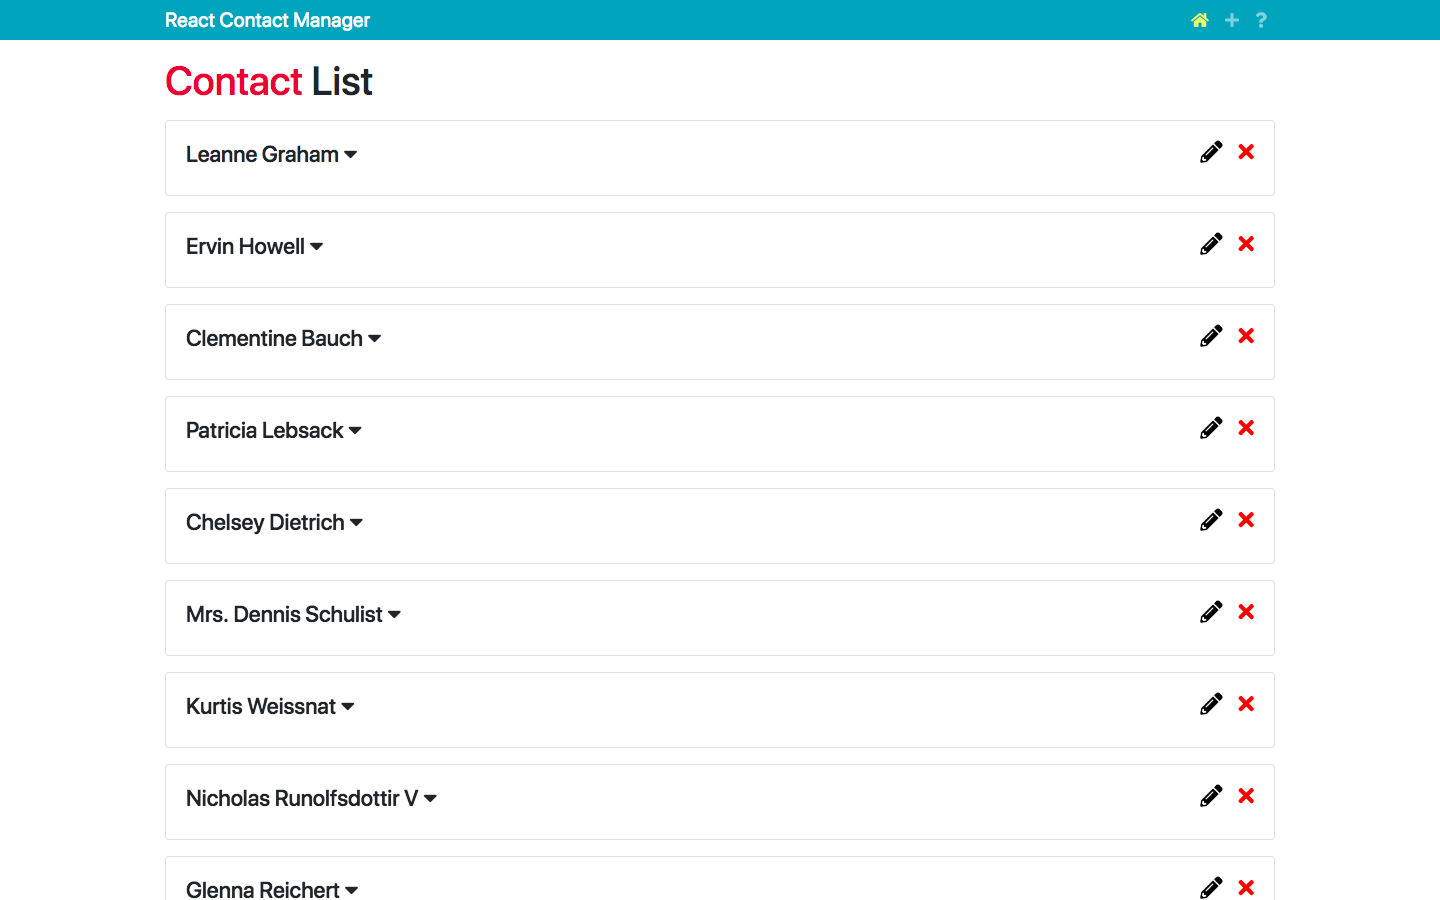 React Contact Manager
Contact List
Leanne Graham
Ervin Howell
Clementine Bauch
Patricia Lebsack
Chelsey Dietrich
Mrs. Dennis Schulist
Kurtis Weissnat
Nicholas Runolfsdottir V
Glenna Reichert